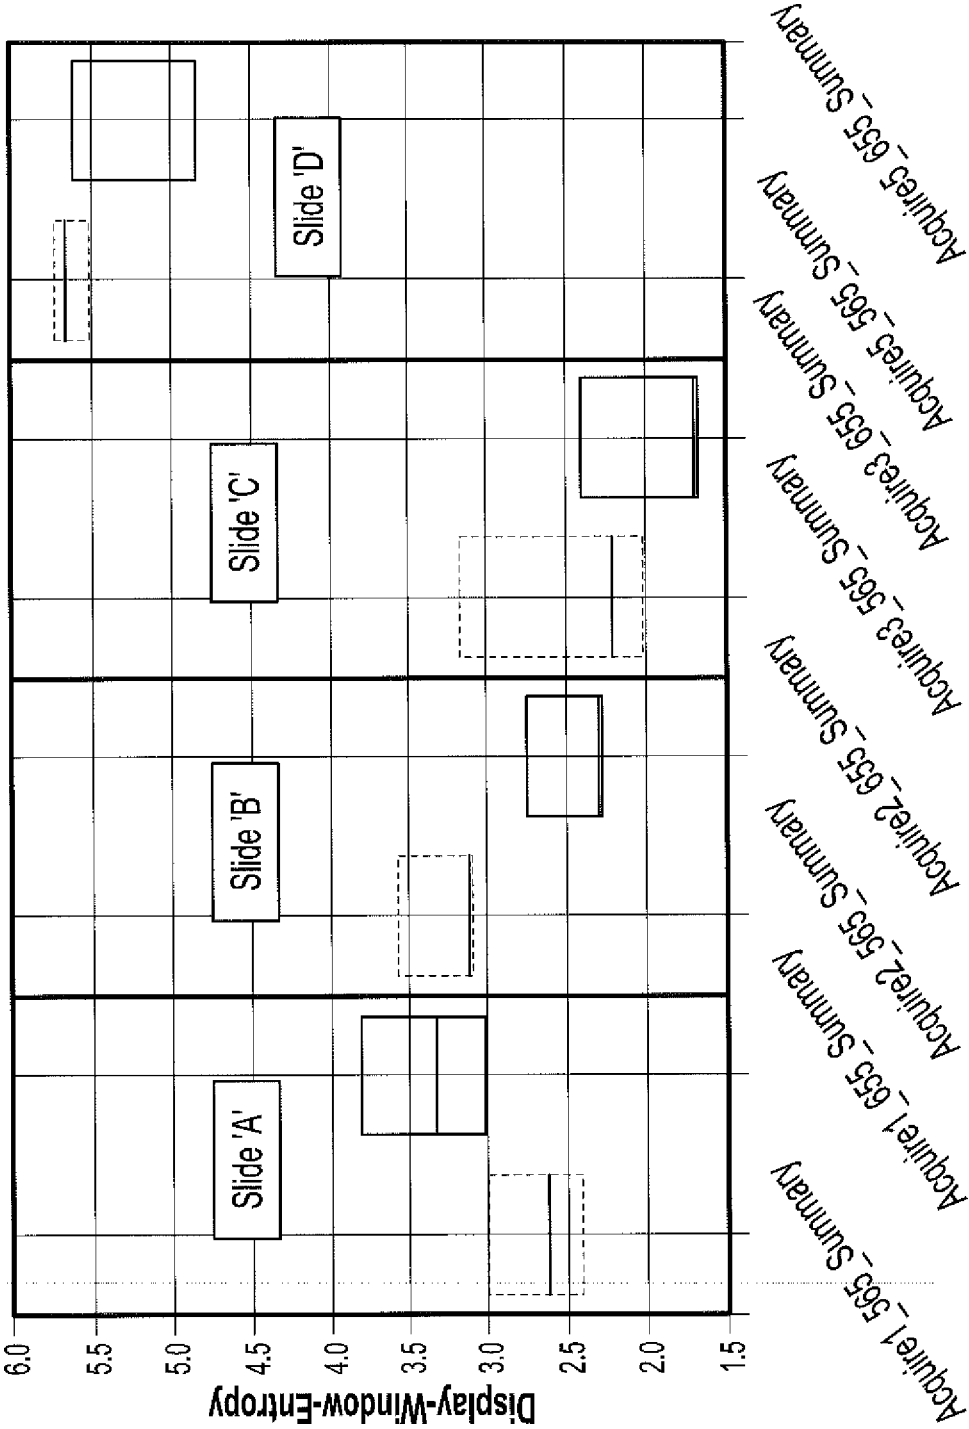 Display-Window-Entropy
6.0
5.5
5.0
4.5
4.0
3.5
3.0
2.5
2.0
1.5
Slide 'A'
Slide 'B'
Slide 'C'
Slide 'D'
Acquire1_565_Summary
Acquire1_655_Summary
Acquire2_565_Summary
Acquire2_655_Summary
Acquire3_565_Summary
Acquire3_655_Summary
Acquire5_565_Summary
Acquire5_655_Summary